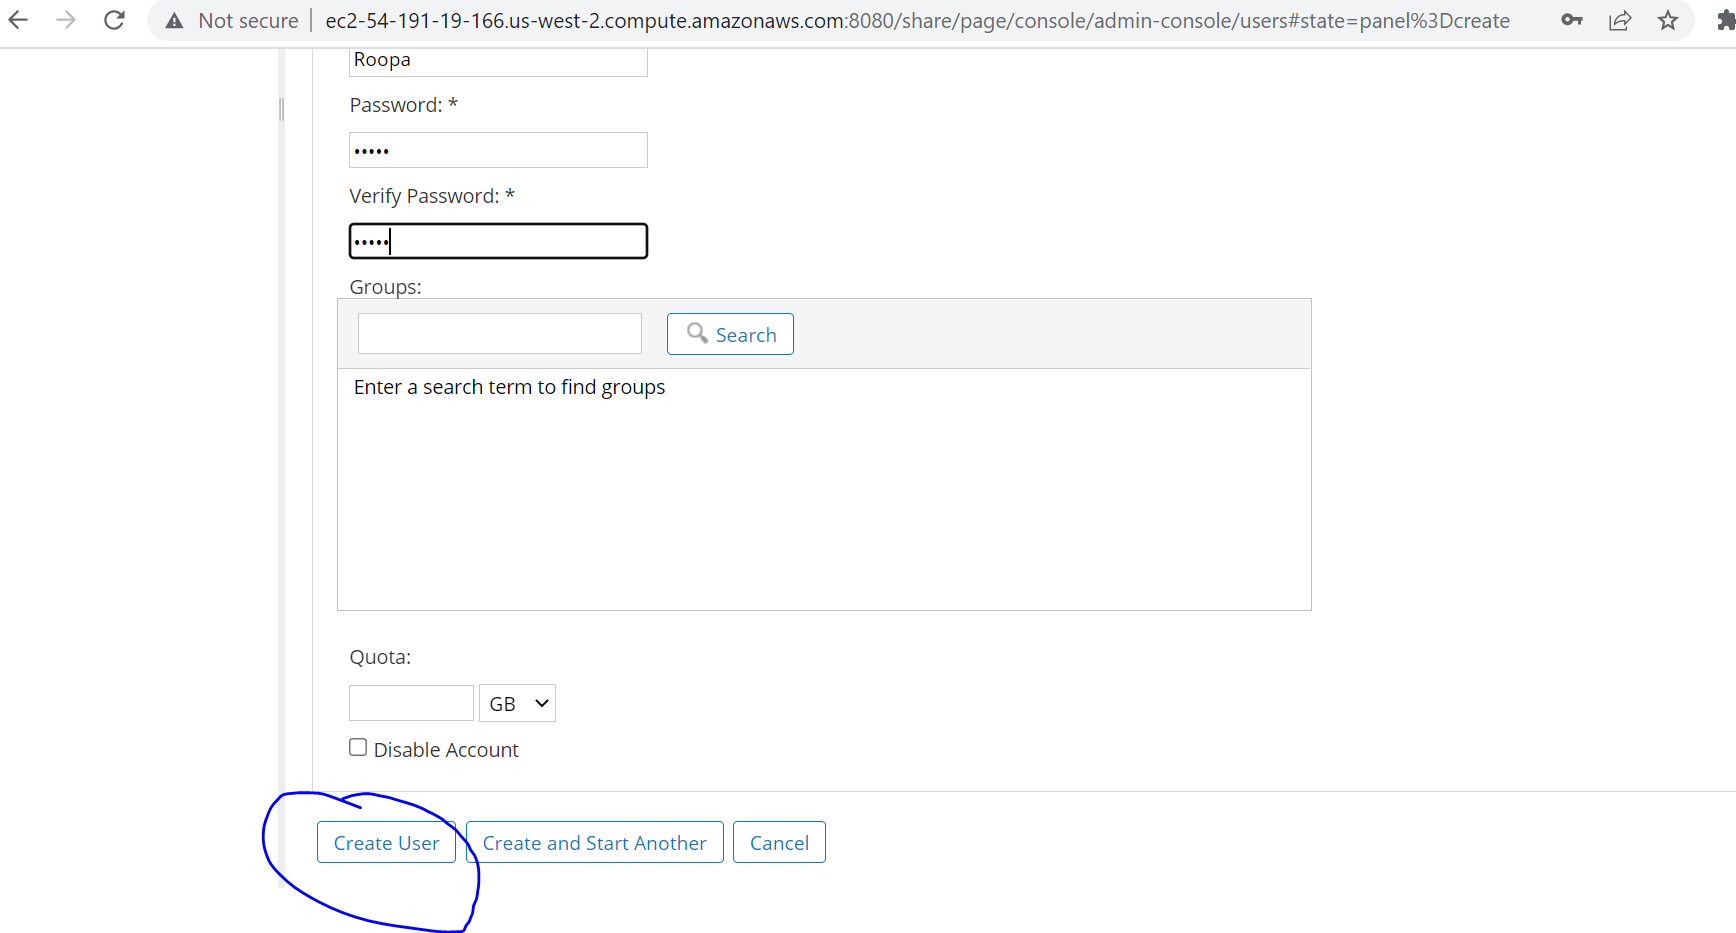 Not secure | ec2-54-191-19-166.us-west-2.compute.amazonaws.com:8080/share/page/console/admin-console/users#state=panel%3Dcreate
Roopa
Password: *
•••••
Verify Password: *
•••••
Groups:
Search
Enter a search term to find groups
Quota:
GB
Disable Account
Create User Create and Start Another Cancel